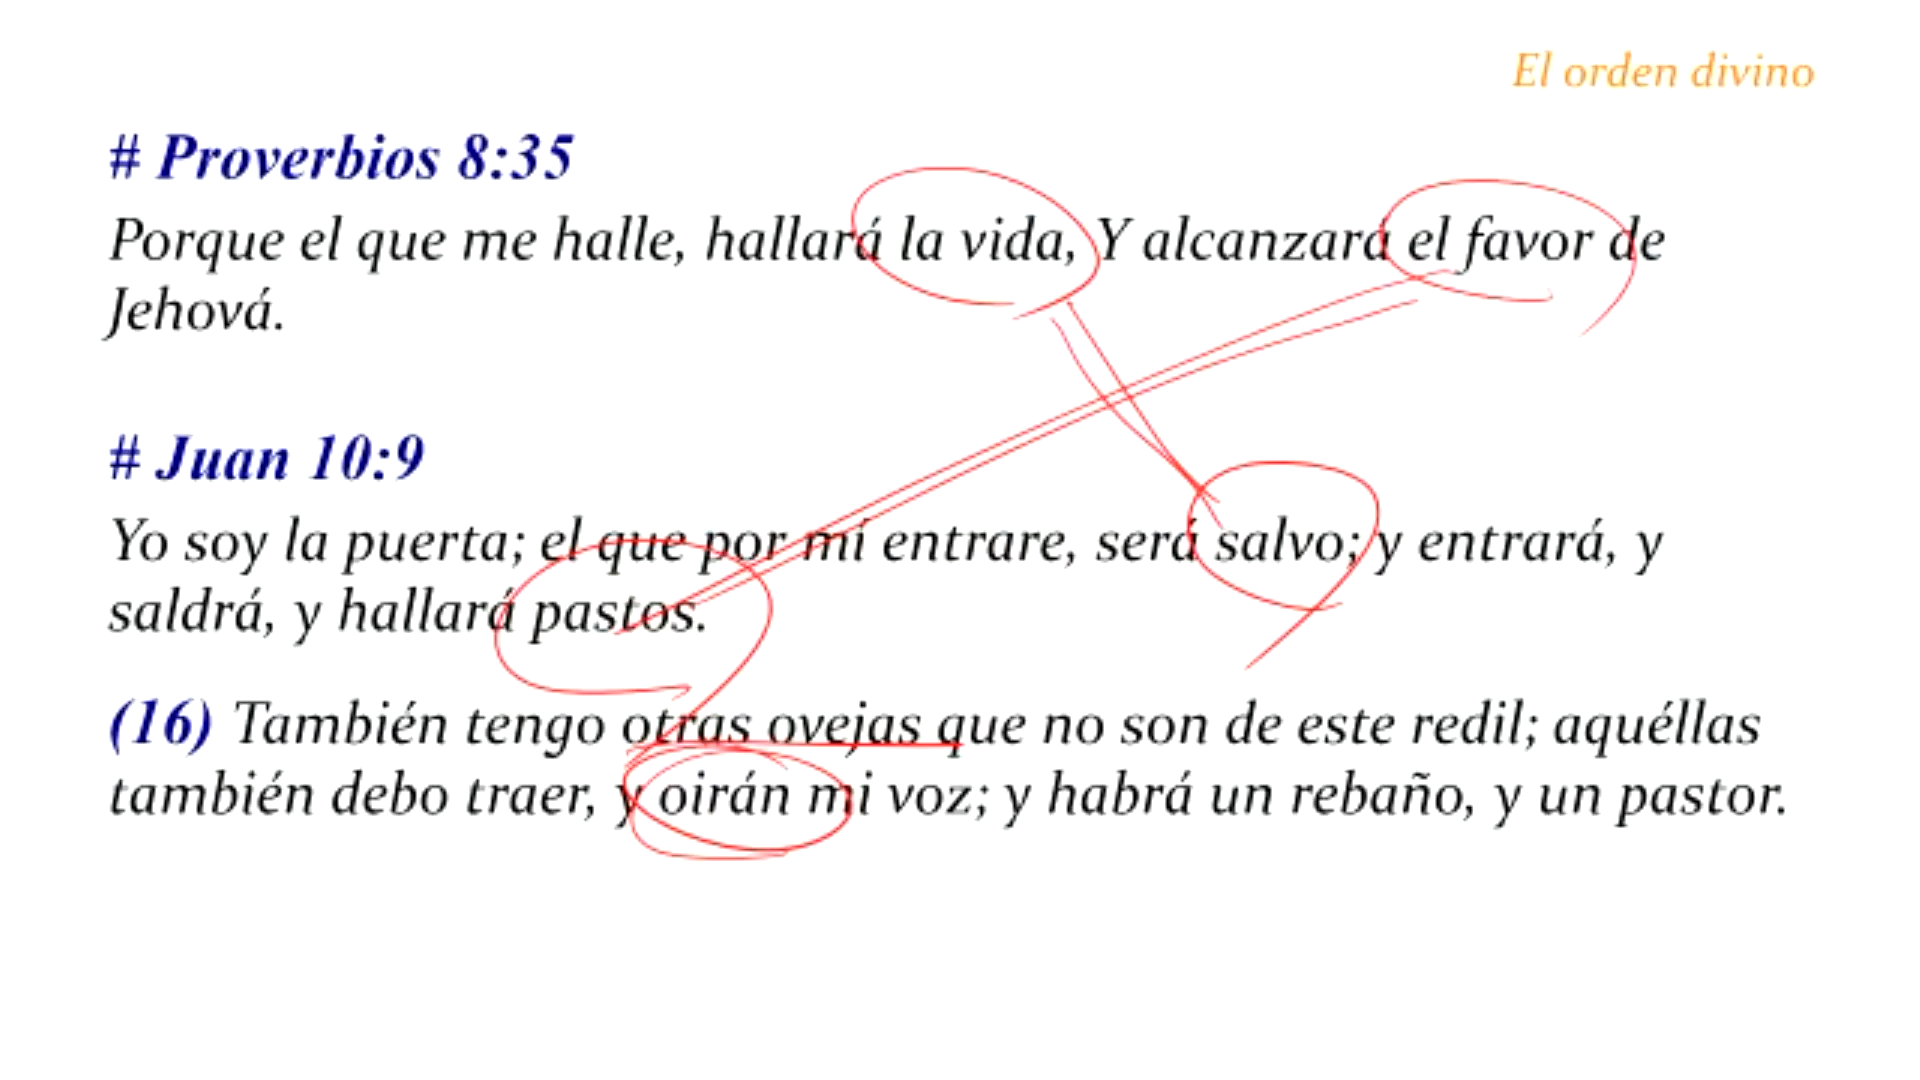 El orden divino
# Proverbios 8:35
Porque el que me halle, hallará la vida, Y alcanzará el favor de
Jehová.
# Juan 10:9
Yo soy la puerta; el que por mí entrare, será salvo; y entrará, y
saldrá, y hallará pastos.
(16) También tengo otras ovejas que no son de este redil; aquéllas
también debo traer, y oirán mi voz; y habrá un rebaño, y un pastor.